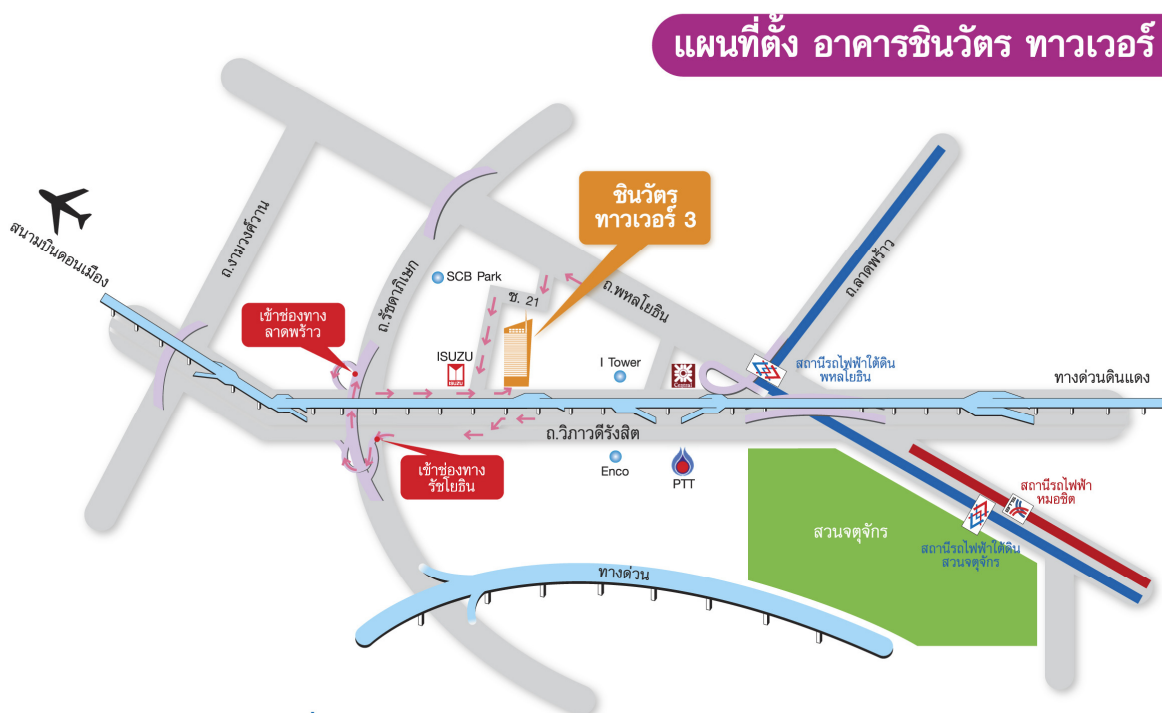 แผนที่ตั้ง อาคารชินวัตร ทาวเวอร์
ชินวัตร
ทาวเวอร์ 3
สนามบินดอนเมือง
ถ.งามวงศ์วาน
ถ.รัชดาภิเษก
SCB Park
ซ. 21
ถ.พหลโยธิน
ถ.ลาดพร้าว
เข้าช่องทาง
ลาดพร้าว
ISUZU
ISUZU
I Tower
Central
สถานีรถไฟฟ้าใต้ดิน
พหลโยธิน
ทางด่วนดินแดง
ถ.วิภาวดีรังสิต
เข้าช่องทาง
รัชโยธิน
Enco
PTT
สวนจตุจักร
สถานีรถไฟฟ้า
หมอชิต
BTS
สถานีรถไฟฟ้าใต้ดิน
สวนจตุจักร
ทางด่วน